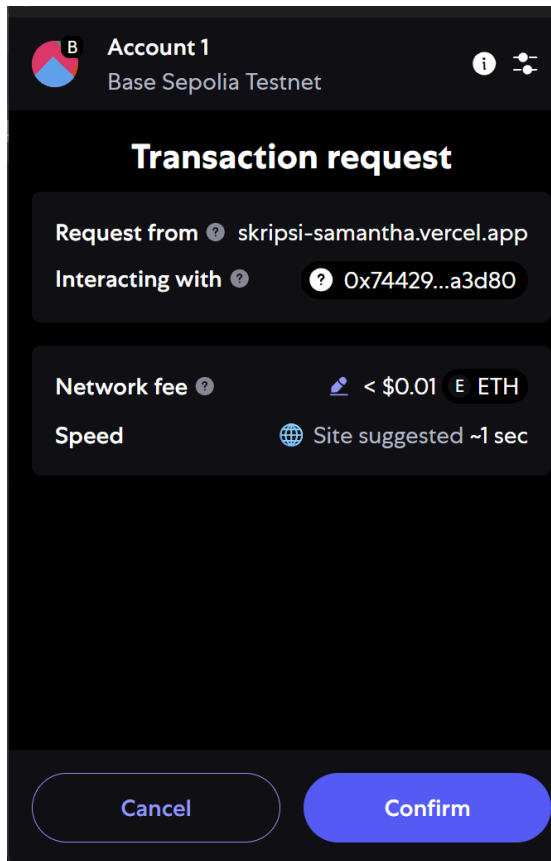 B
Account 1
Base Sepolia Testnet
Transaction request
Request from ? skripsi-samantha.vercel.app
Interacting with ? ? 0x74429...a3d80
Network fee ? < $0.01 E ETH
Speed Site suggested ~1 sec
Cancel Confirm